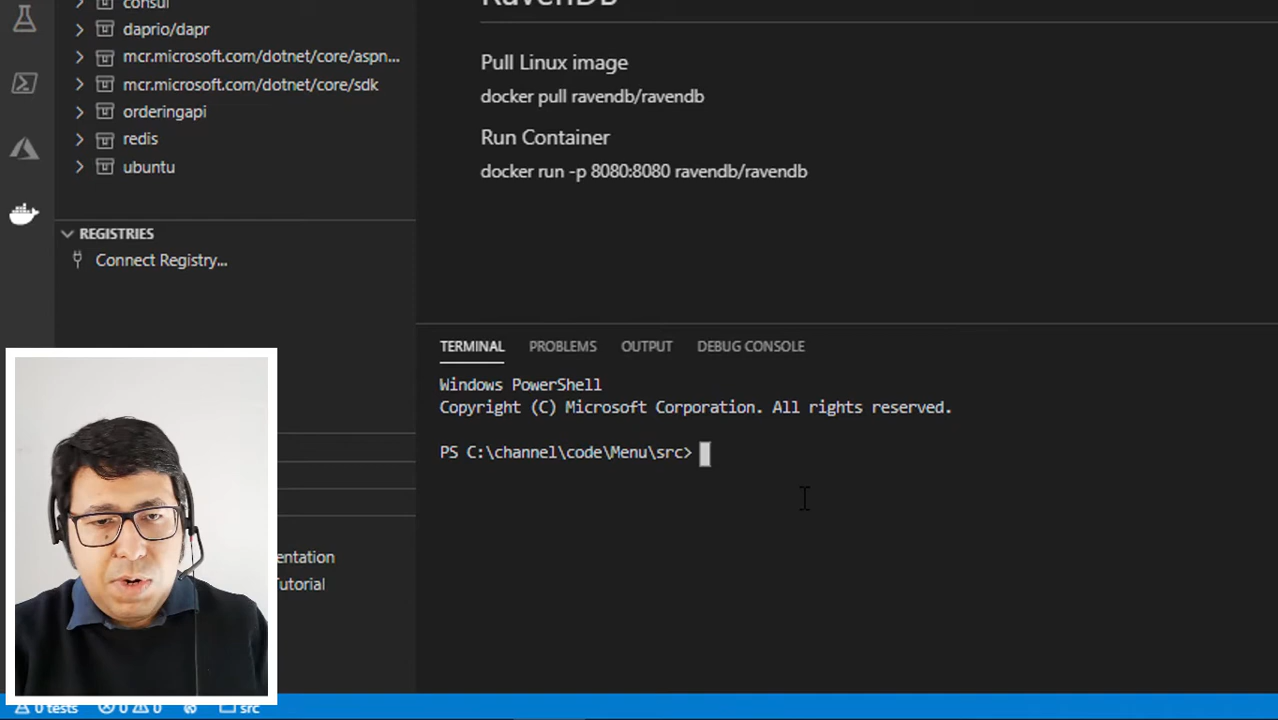 consul
RavenDB
daprio/dapr
mcr.microsoft.com/dotnet/core/aspn...
mcr.microsoft.com/dotnet/core/sdk
orderingapi
redis
ubuntu
REGISTRIES
Connect Registry...
entation
Tutorial
Pull Linux image
docker pull ravendb/ravendb
Run Container
docker run -p 8080:8080 ravendb/ravendb
TERMINAL
PROBLEMS
OUTPUT
DEBUG CONSOLE
Windows PowerShell
Copyright (C) Microsoft Corporation. All rights reserved.
PS C:\channel\code\Menu\src>
0 tests
0
0
src